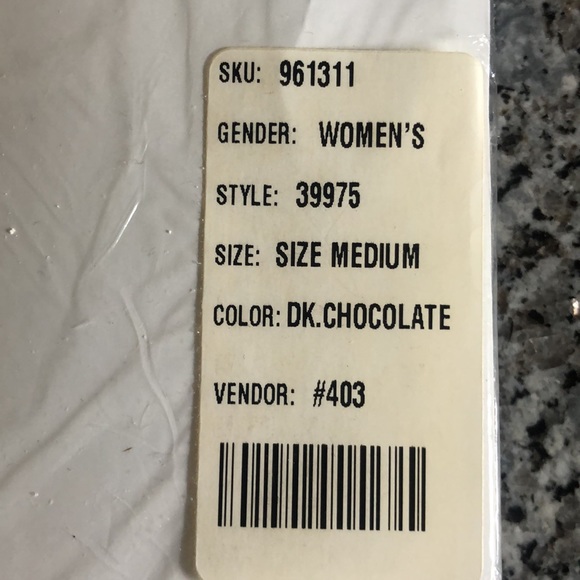 SKU: 961311
GENDER: WOMEN'S
STYLE: 39975
SIZE: SIZE MEDIUM
COLOR: DK.CHOCOLATE
VENDOR: #403